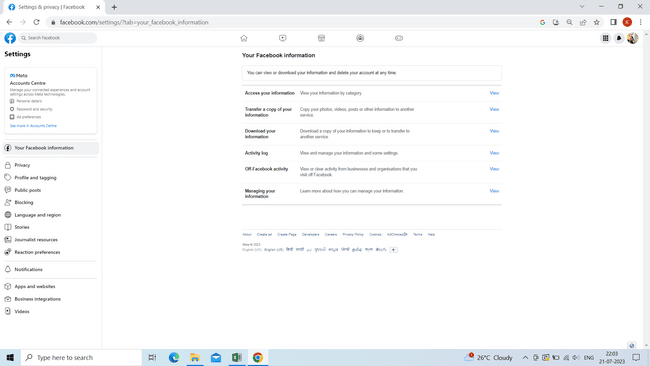 Settings & privacy | Facebook
facebook.com/settings/?tab=your_facebook_information
Search Facebook
Settings
Meta
Accounts Centre
Manage your connected experiences and account
settings across Meta technologies.
Personal details
Password and security
Ad preferences
See more in Accounts Centre
Your Facebook information
Privacy
Profile and tagging
Public posts
Blocking
Language and region
Stories
Journalist resources
Reaction preferences
Notifications
Apps and websites
Business integrations
Videos
Your Facebook information
You can view or download your information and delete your account at any time.
Access your information View your information by category. View
Transfer a copy of your information Copy your photos, videos, posts or other information to another service. View
Download your information Download a copy of your information to keep or to transfer to another service. View
Activity log View and manage your information and some settings. View
Off-Facebook activity View or clear activity from businesses and organisations that you visit off Facebook. View
Managing your information Learn more about how you can manage your information. View
About Create ad Create Page Developers Careers Privacy Policy Cookies AdChoices Terms Help
Meta © 2023
English (UK) English (US) हिन्दी मराठी اردو ગુજરાતી ಕನ್ನಡ ਪੰਜਾਬੀ தமிழ் বাংলা తెలుగు +
Type here to search
26°C Cloudy
ENG
22:03
21-07-2023